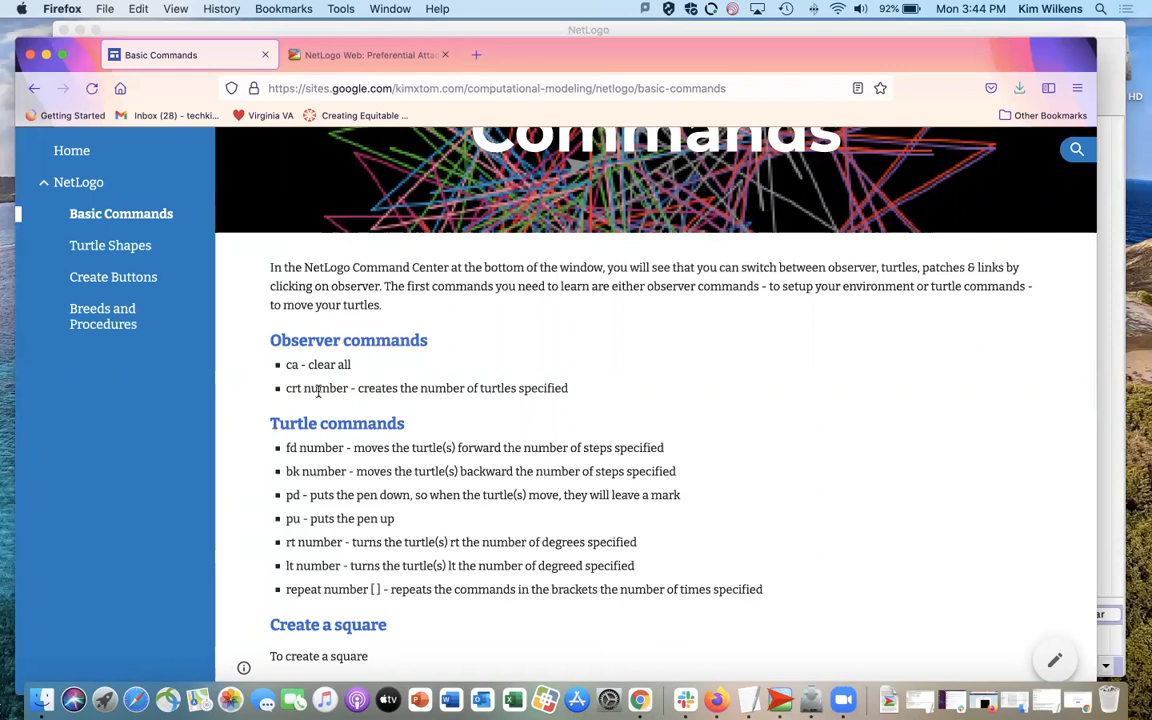 Firefox File Edit View History Bookmarks Tools Window Help 92% Mon 3:44 PM Kim Wilkens
NetLogo
Basic Commands NetLogo Web: Preferential Attac
https://sites.google.com/kimxtom.com/computational-modeling/netlogo/basic-commands
Getting Started Inbox (28) - techki... Virginia VA Creating Equitable ... Other Bookmarks
HD
Commands
Home
NetLogo
Basic Commands
Turtle Shapes
Create Buttons
Breeds and
Procedures
In the NetLogo Command Center at the bottom of the window, you will see that you can switch between observer, turtles, patches & links by
clicking on observer. The first commands you need to learn are either observer commands - to setup your environment or turtle commands -
to move your turtles.
Observer commands
ca - clear all
crt number - creates the number of turtles specified
Turtle commands
fd number - moves the turtle(s) forward the number of steps specified
bk number - moves the turtle(s) backward the number of steps specified
pd - puts the pen down, so when the turtle(s) move, they will leave a mark
pu - puts the pen up
rt number - turns the turtle(s) rt the number of degrees specified
lt number - turns the turtle(s) lt the number of degreed specified
repeat number [ ] - repeats the commands in the brackets the number of times specified
Create a square
To create a square
ar